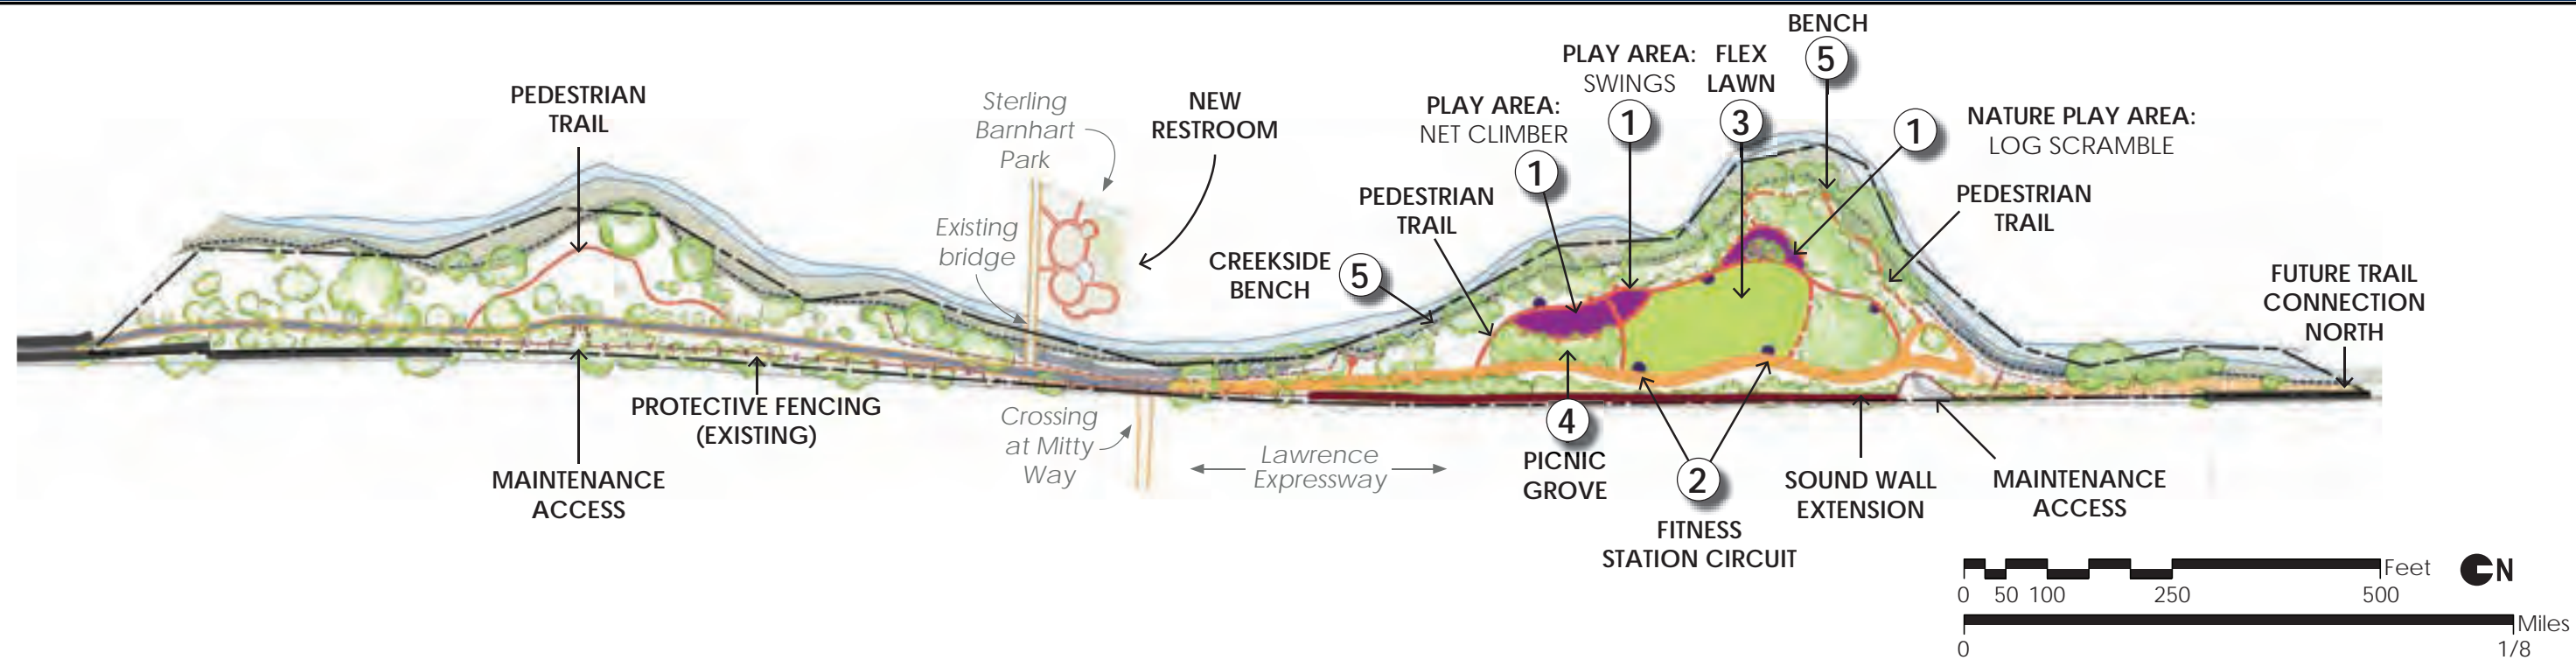 PEDESTRIAN
TRAIL
MAINTENANCE
ACCESS
PROTECTIVE FENCING
(EXISTING)
Sterling
Barnhart
Park
Existing
bridge
NEW
RESTROOM
Crossing
at Mitty
Way
Lawrence
Expressway
CREEKSIDE
BENCH
5
PEDESTRIAN
TRAIL
PLAY AREA:
NET CLIMBER
1
PLAY AREA:
SWINGS
1
FLEX
LAWN
3
BENCH
5
1
NATURE PLAY AREA:
LOG SCRAMBLE
PEDESTRIAN
TRAIL
FUTURE TRAIL
CONNECTION
NORTH
4
PICNIC
GROVE
2
FITNESS
STATION CIRCUIT
SOUND WALL
EXTENSION
MAINTENANCE
ACCESS
Feet
0 50 100 250 500
N
Miles
0 1/8